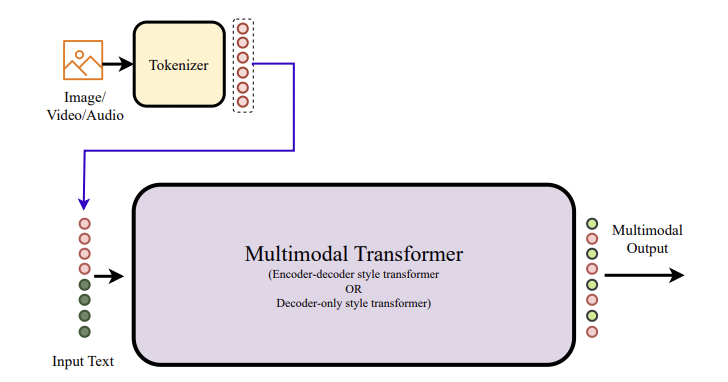 Tokenizer
Image/
Video/Audio
Multimodal Transformer
(Encoder-decoder style transformer
OR
Decoder-only style transformer)
Multimodal
Output
Input Text